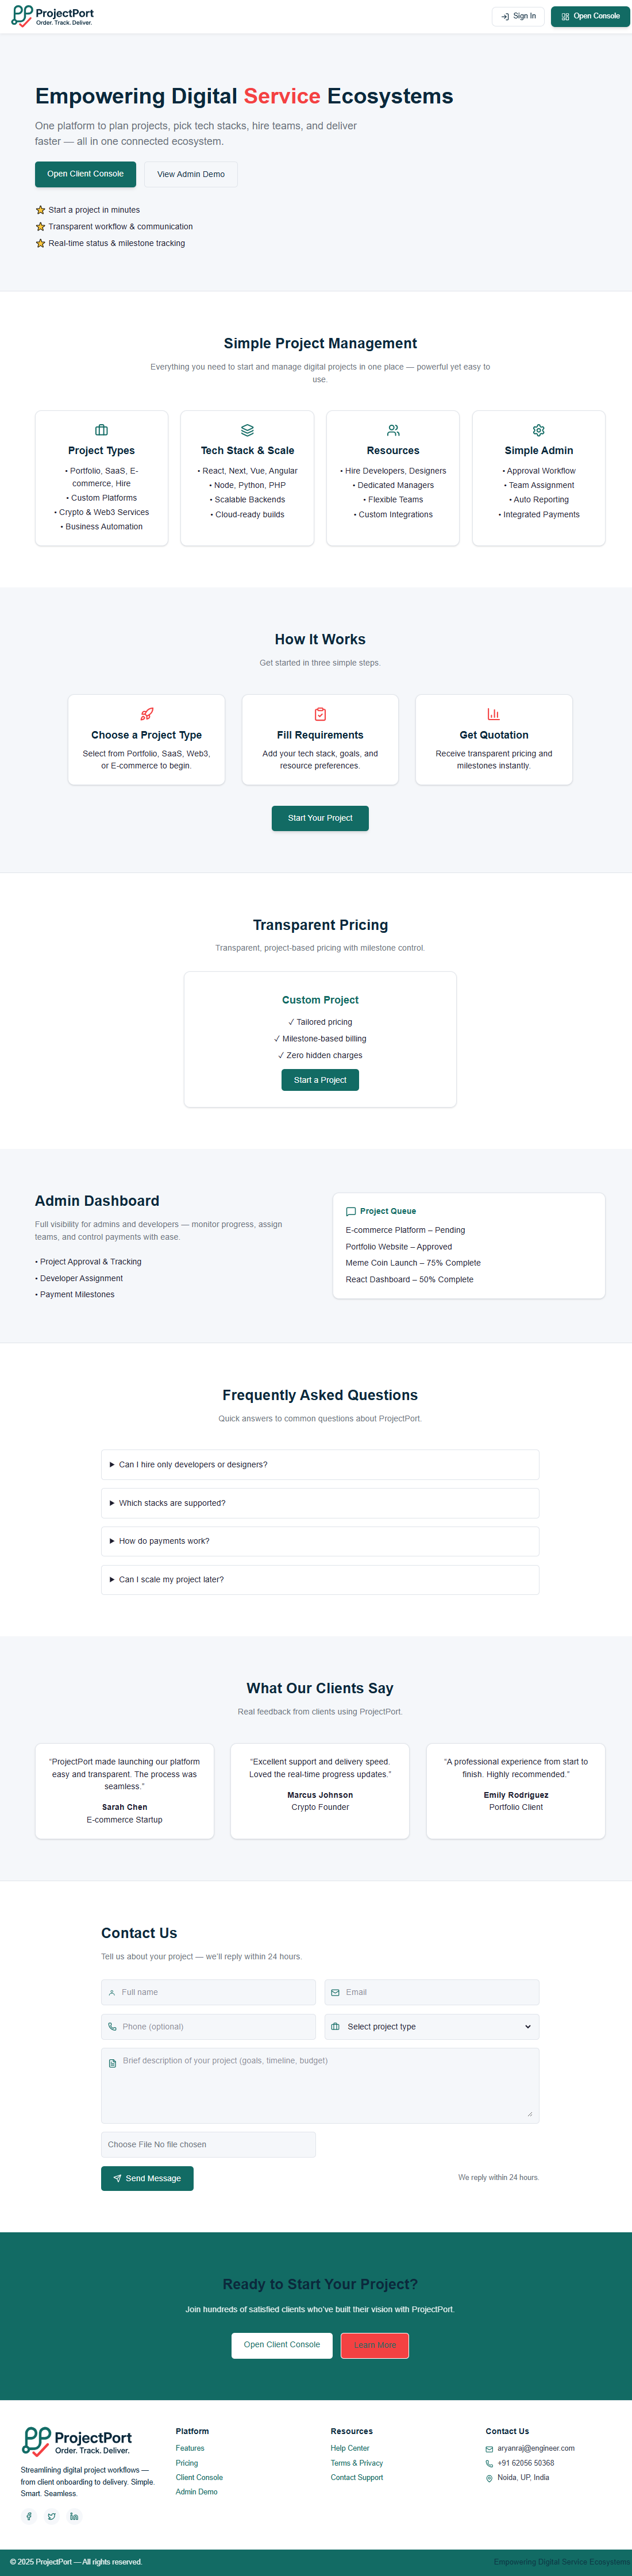 ProjectPort
Order. Track. Deliver.
Sign In
Open Console
Empowering Digital Service Ecosystems
One platform to plan projects, pick tech stacks, hire teams, and deliver
faster — all in one connected ecosystem.
Open Client Console
View Admin Demo
Start a project in minutes
Transparent workflow & communication
Real-time status & milestone tracking
Simple Project Management
Everything you need to start and manage digital projects in one place — powerful yet easy to
use.
Project Types
• Portfolio, SaaS, E-
commerce, Hire
• Custom Platforms
• Crypto & Web3 Services
• Business Automation
Tech Stack & Scale
• React, Next, Vue, Angular
• Node, Python, PHP
• Scalable Backends
• Cloud-ready builds
Resources
• Hire Developers, Designers
• Dedicated Managers
• Flexible Teams
• Custom Integrations
Simple Admin
• Approval Workflow
• Team Assignment
• Auto Reporting
• Integrated Payments
How It Works
Get started in three simple steps.
Choose a Project Type
Select from Portfolio, SaaS, Web3,
or E-commerce to begin.
Fill Requirements
Add your tech stack, goals, and
resource preferences.
Get Quotation
Receive transparent pricing and
milestones instantly.
Start Your Project
Transparent Pricing
Transparent, project-based pricing with milestone control.
Custom Project
✓ Tailored pricing
✓ Milestone-based billing
✓ Zero hidden charges
Start a Project
Admin Dashboard
Full visibility for admins and developers — monitor progress, assign
teams, and control payments with ease.
• Project Approval & Tracking
• Developer Assignment
• Payment Milestones
Project Queue
E-commerce Platform – Pending
Portfolio Website – Approved
Meme Coin Launch – 75% Complete
React Dashboard – 50% Complete
Frequently Asked Questions
Quick answers to common questions about ProjectPort.
Can I hire only developers or designers?
Which stacks are supported?
How do payments work?
Can I scale my project later?
What Our Clients Say
Real feedback from clients using ProjectPort.
“ProjectPort made launching our platform
easy and transparent. The process was
seamless.”
Sarah Chen
E-commerce Startup
“Excellent support and delivery speed.
Loved the real-time progress updates.”
Marcus Johnson
Crypto Founder
“A professional experience from start to
finish. Highly recommended.”
Emily Rodriguez
Portfolio Client
Contact Us
Tell us about your project — we’ll reply within 24 hours.
Full name
Email
Phone (optional)
Select project type
Brief description of your project (goals, timeline, budget)
Choose File No file chosen
Send Message
We reply within 24 hours.
Ready to Start Your Project?
Join hundreds of satisfied clients who’ve built their vision with ProjectPort.
Open Client Console
Learn More
ProjectPort
Order. Track. Deliver.
Streamlining digital project workflows —
from client onboarding to delivery. Simple.
Smart. Seamless.
Platform
Features
Pricing
Client Console
Admin Demo
Resources
Help Center
Terms & Privacy
Contact Support
Contact Us
aryanraj@engineer.com
+91 62056 50368
Noida, UP, India
© 2025 ProjectPort — All rights reserved.
Empowering Digital Service Ecosystems